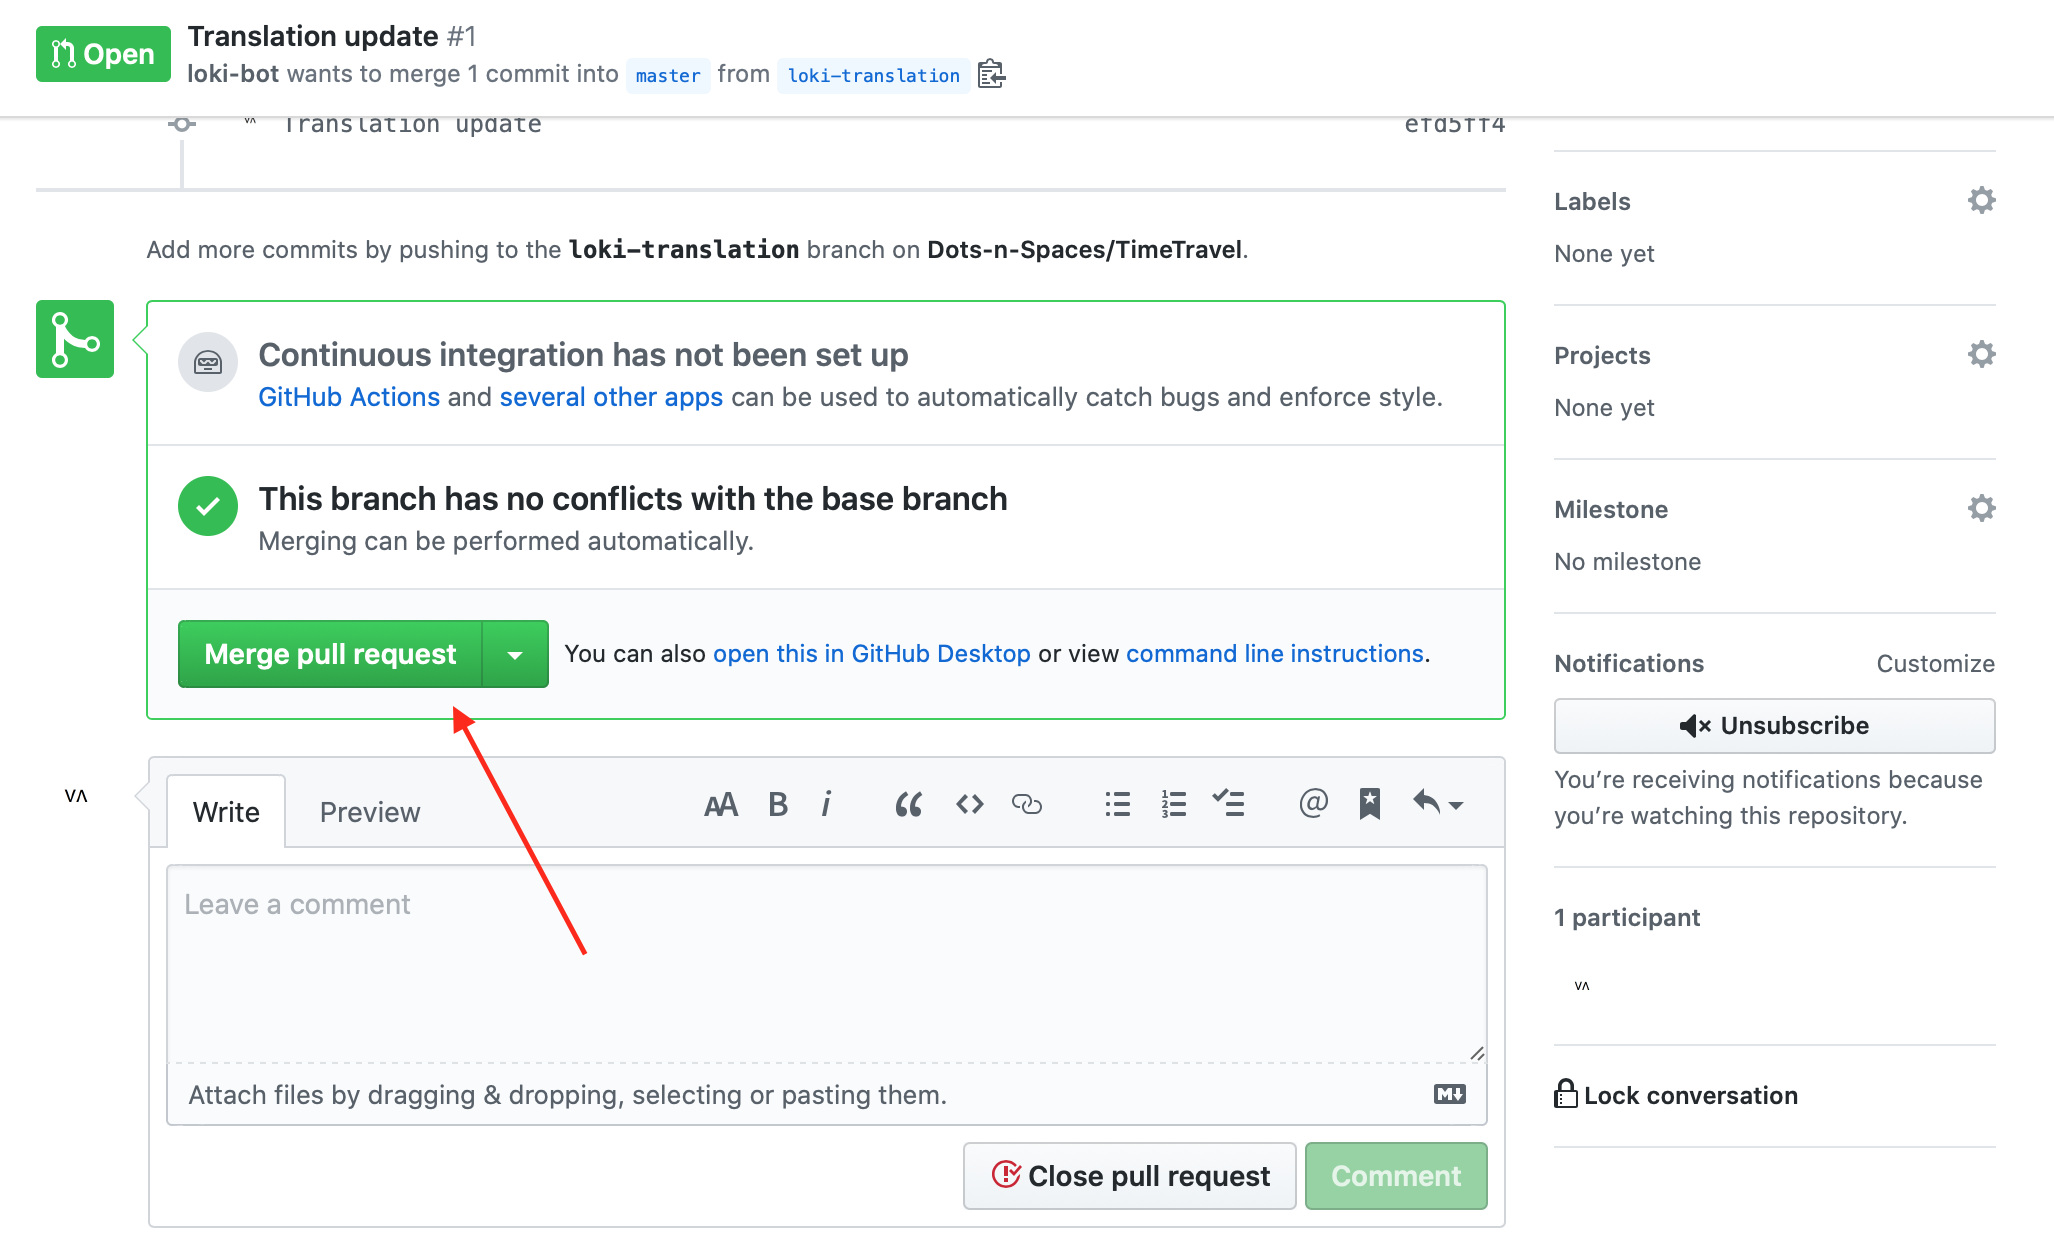 Open
Translation update #1
loki-bot wants to merge 1 commit into master from loki-translation
VΛ Translation update efd5ff4
Add more commits by pushing to the loki-translation branch on Dots-n-Spaces/TimeTravel.
Continuous integration has not been set up
GitHub Actions and several other apps can be used to automatically catch bugs and enforce style.
This branch has no conflicts with the base branch
Merging can be performed automatically.
Merge pull request
You can also open this in GitHub Desktop or view command line instructions.
VΛ
Write
Preview
AA B i
Leave a comment
Attach files by dragging & dropping, selecting or pasting them.
M↓
Close pull request
Comment
Labels
None yet
Projects
None yet
Milestone
No milestone
Notifications
Customize
Unsubscribe
You’re receiving notifications because
you’re watching this repository.
1 participant
VΛ
Lock conversation